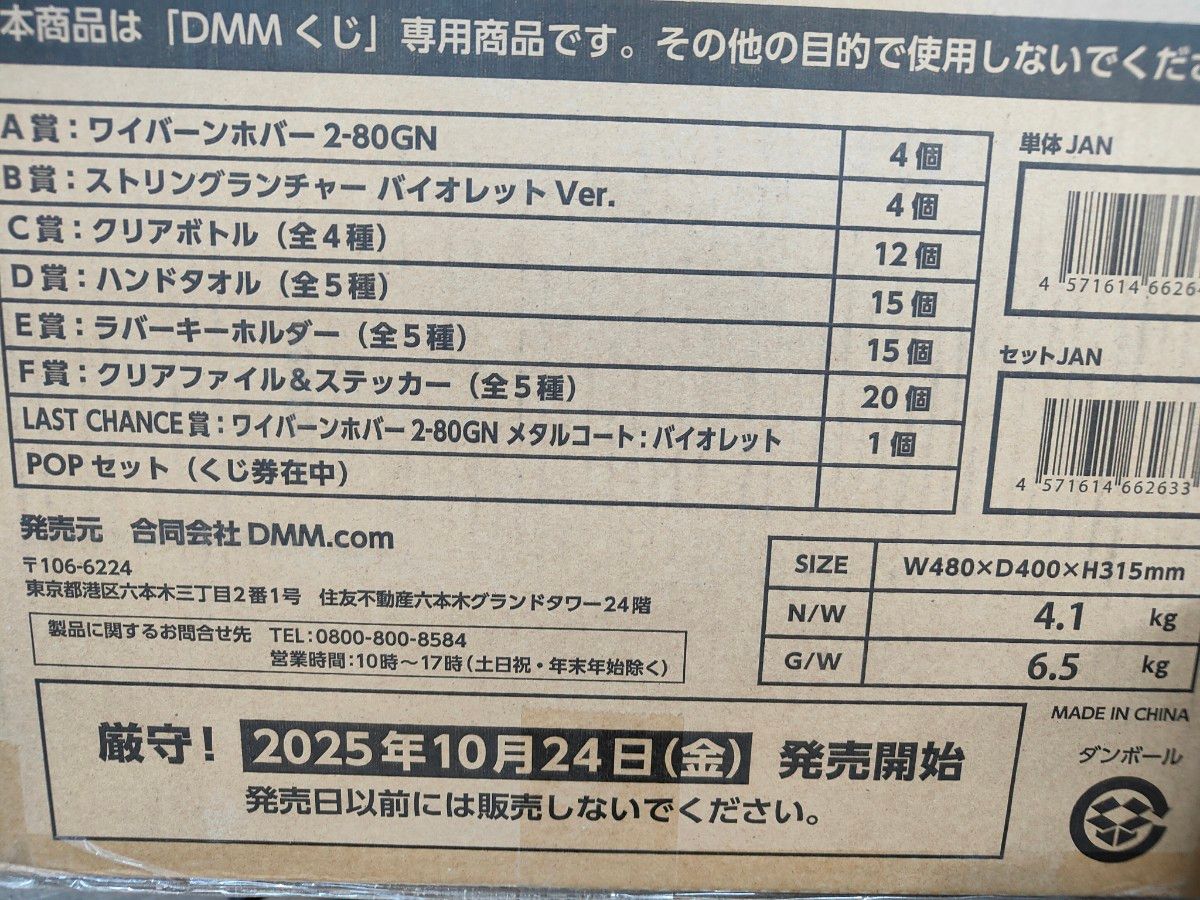 本商品は「DMMくじ」専用商品です。その他の目的で使用しないでくださ
A賞：ワイバーンホバー 2-80GN 4個
B賞：ストリングランチャー バイオレット Ver. 4個
C賞：クリアボトル（全4種） 12個
D賞：ハンドタオル（全5種） 15個
E賞：ラバーキーホルダー（全5種） 15個
F賞：クリアファイル＆ステッカー（全5種） 20個
LAST CHANCE賞：ワイバーンホバー 2-80GN メタルコート：バイオレット 1個
POPセット（くじ券在中）
単体JAN
4 571614 66264
セットJAN
4 571614 662633
発売元 合同会社DMM.com
〒106-6224
東京都港区六本木三丁目2番1号 住友不動産六本木グランドタワー24階
製品に関するお問合せ先 TEL：0800-800-8584
営業時間：10時～17時（土日祝・年末年始除く）
SIZE W480×D400×H315mm
N/W 4.1 kg
G/W 6.5 kg
厳守！ 2025年10月24日（金） 発売開始
発売日以前には販売しないでください。
MADE IN CHINA
ダンボール